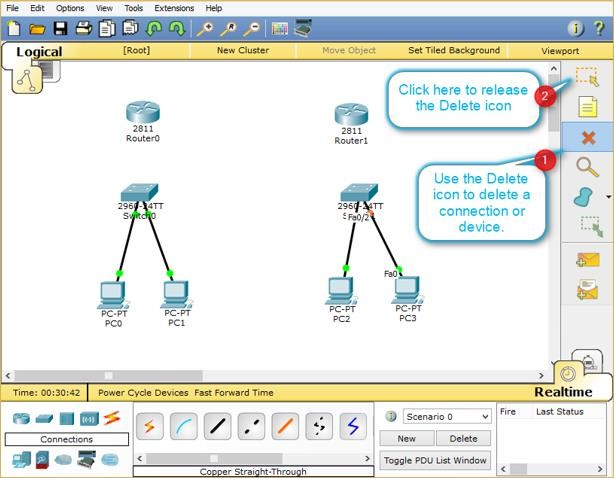 File Edit Options View Tools Extensions Help
Logical [Root] New Cluster Move Object Set Tiled Background Viewport
Click here to release
the Delete icon
2
1
Use the Delete
icon to delete a
connection or
device.
2811
Router0
2811
Router1
2960-24TT
Switch0
2960-24TT
Fa0/2
Fa0
PC-PT
PC0
PC-PT
PC1
PC-PT
PC2
PC-PT
PC3
Time: 00:30:42 Power Cycle Devices Fast Forward Time Realtime
Connections
Copper Straight-Through
Scenario 0
New Delete
Toggle PDU List Window
Fire Last Status